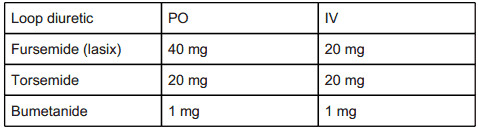 Loop diuretic PO IV
Fursemide (lasix) 40 mg 20 mg
Torsemide 20 mg 20 mg
Bumetanide 1 mg 1 mg